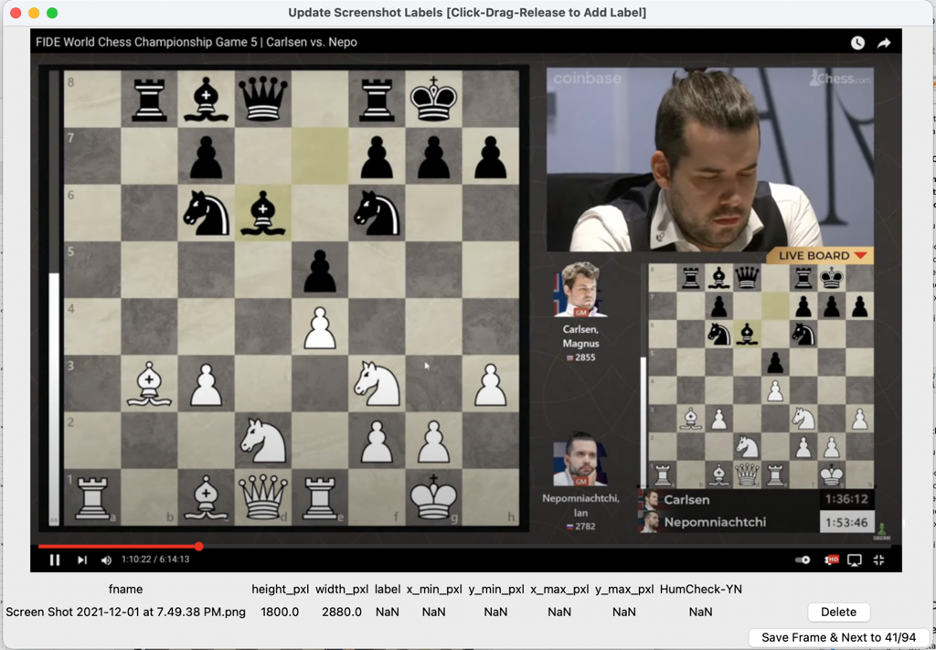 Update Screenshot Labels [Click-Drag-Release to Add Label]
FIDE World Chess Championship Game 5 | Carlsen vs. Nepo
8
7
6
5
4
3
2
1
a b c d e f g h
coinbase
Chess.com
LIVE BOARD
GM
Carlsen,
Magnus
2855
GM
Nepomniachtchi,
Ian
2782
Carlsen 1:36:12
Nepomniachtchi 1:53:46
1:10:22 / 6:14:13
HD
fname height_pxl width_pxl label x_min_pxl y_min_pxl x_max_pxl y_max_pxl HumCheck-YN
Screen Shot 2021-12-01 at 7.49.38 PM.png 1800.0 2880.0 NaN NaN NaN NaN NaN NaN
Delete
Save Frame & Next to 41/94